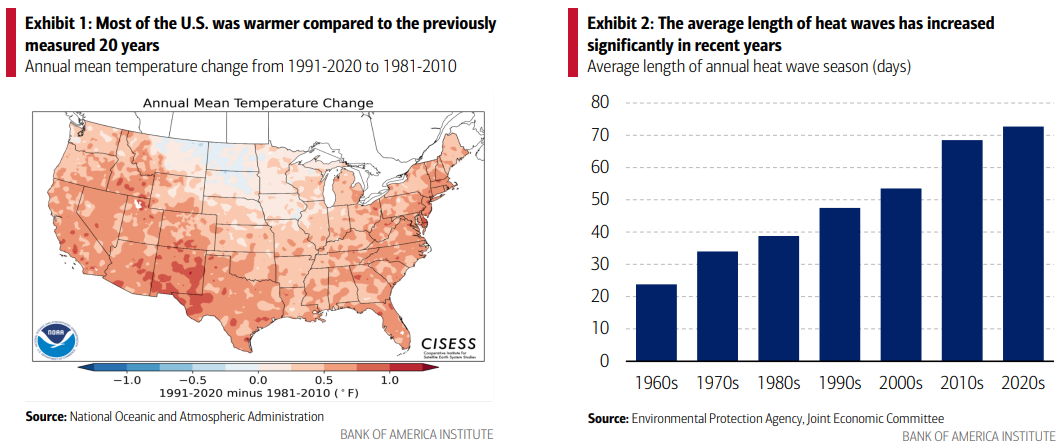 Exhibit 1: Most of the U.S. was warmer compared to the previously
measured 20 years
Annual mean temperature change from 1991-2020 to 1981-2010
Annual Mean Temperature Change
NOAA
CISESS
Cooperative Institute for
Satellite Earth System Studies
−1.0 −0.5 0.0 0.5 1.0
1991-2020 minus 1981-2010 (°F)
Source: National Oceanic and Atmospheric Administration
BANK OF AMERICA INSTITUTE
Exhibit 2: The average length of heat waves has increased
significantly in recent years
Average length of annual heat wave season (days)
80
70
60
50
40
30
20
10
0
1960s 1970s 1980s 1990s 2000s 2010s 2020s
Source: Environmental Protection Agency, Joint Economic Committee
BANK OF AMERICA INSTITUTE